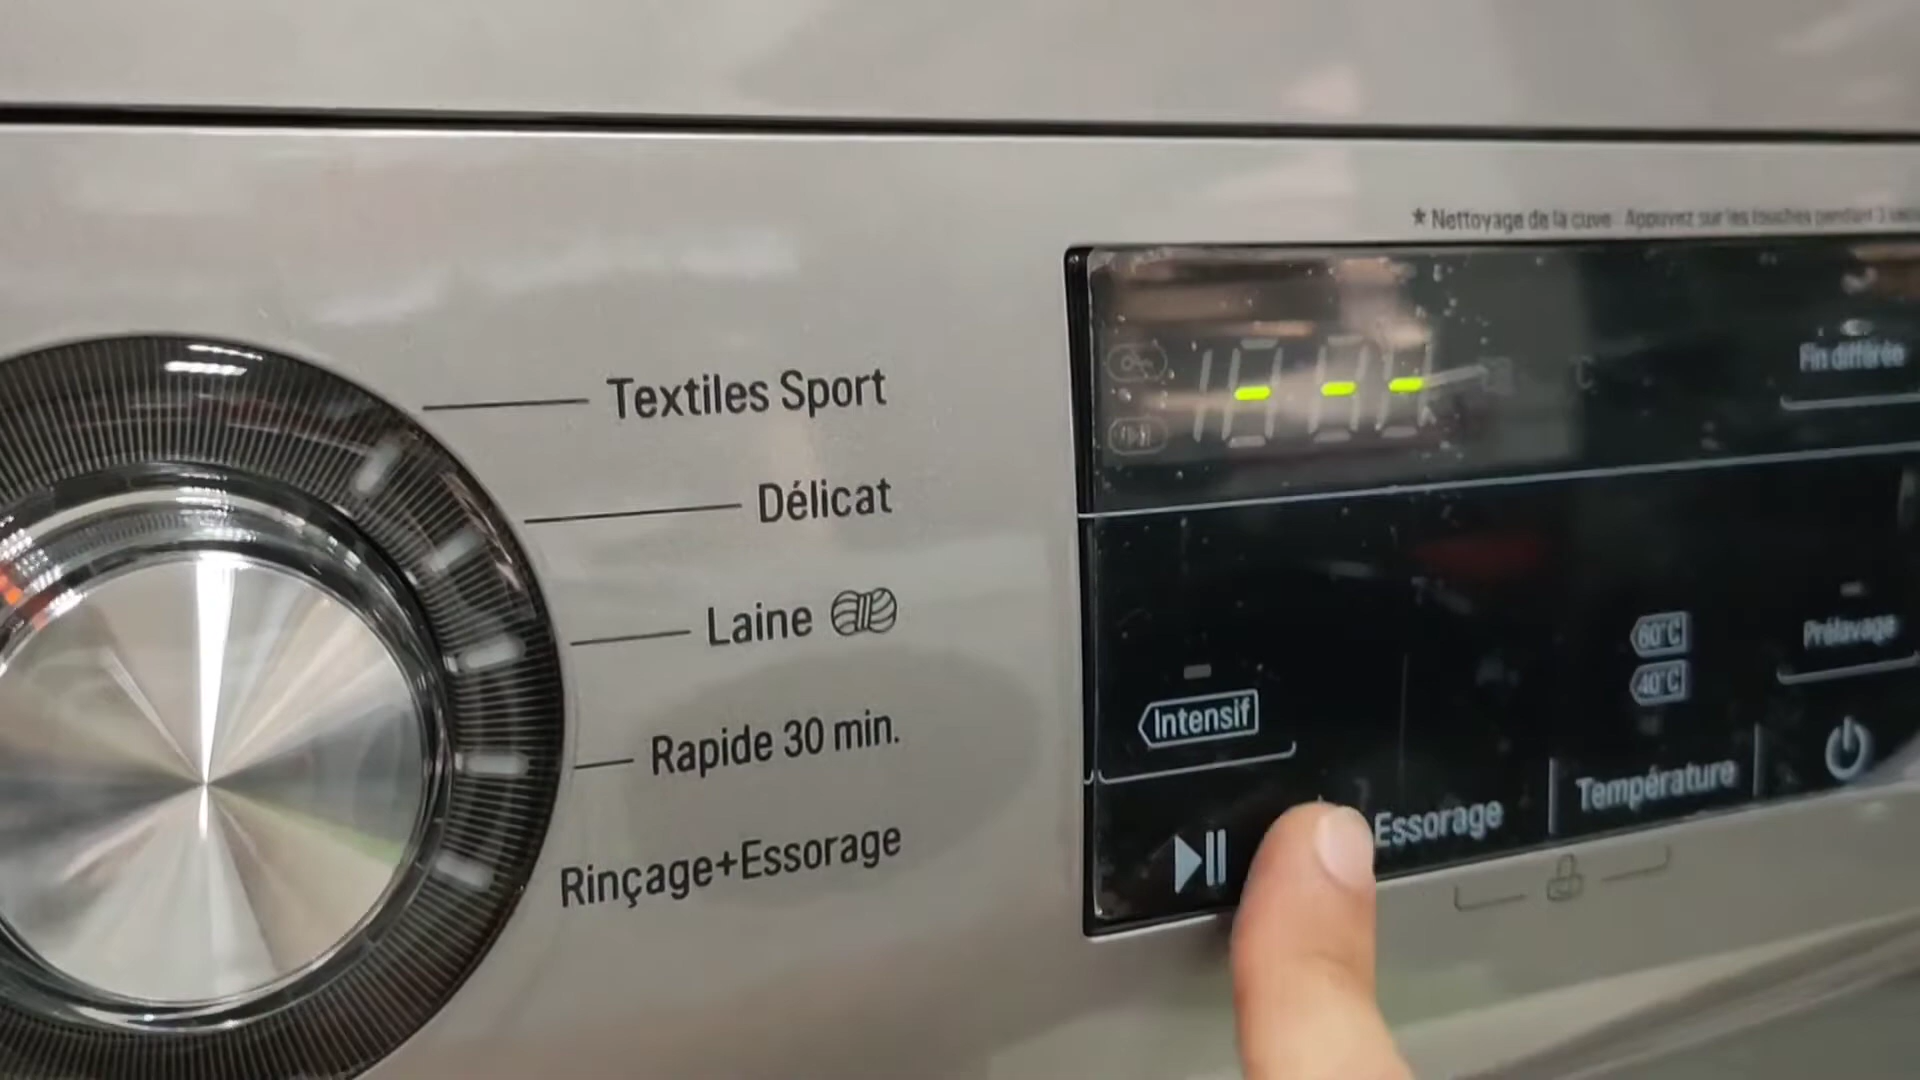 * Nettoyage de la cuve : Appuyez sur les touches pendant 3
Textiles Sport
Délicat
Laine
Rapide 30 min.
Rinçage+Essorage
- - -
°C
Fin différée
60°C
40°C
Prélavage
Intensif
Essorage
Température